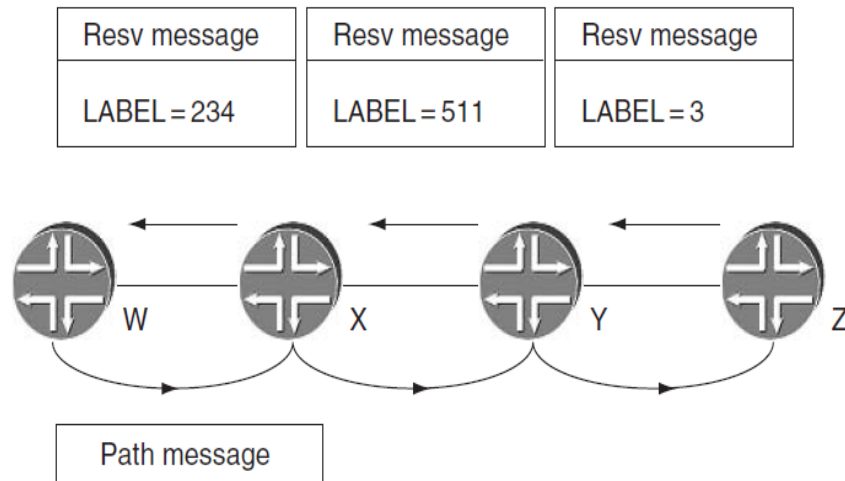 Resv message
LABEL = 234
Resv message
LABEL = 511
Resv message
LABEL = 3
W
X
Y
Z
Path message